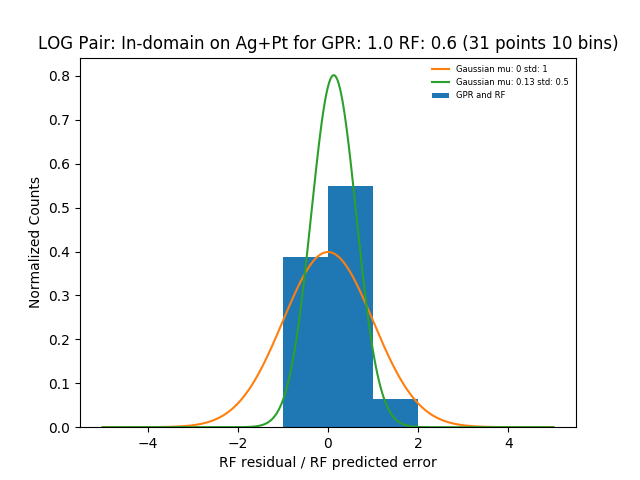 LOG Pair: In-domain on Ag+Pt for GPR: 1.0 RF: 0.6 (31 points 10 bins)
Gaussian mu: 0 std: 1
Gaussian mu: 0.13 std: 0.5
GPR and RF
Normalized Counts
0.8
0.7
0.6
0.5
0.4
0.3
0.2
0.1
0.0
−4 −2 0 2 4
RF residual / RF predicted error